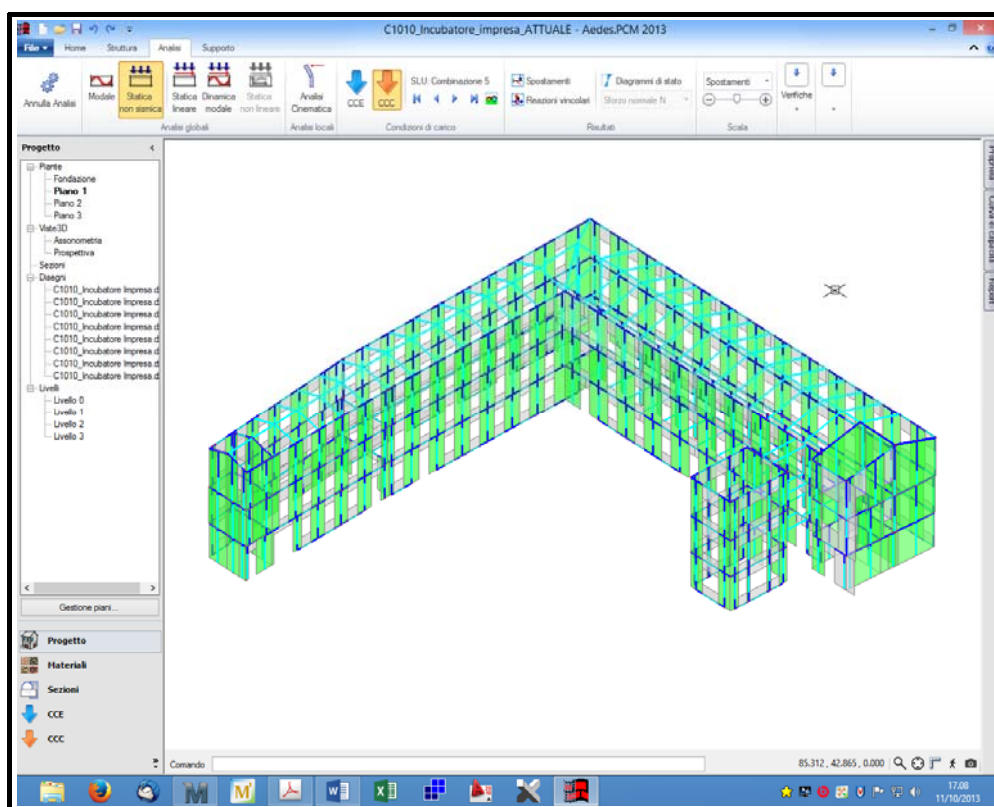 C1010_Incubatore_impresa_ATTUALE - Aedes.PCM 2013
File Home Struttura Analisi Supporto
Annulla Analisi
Modale
Statica non sismica
Statica lineare
Dinamica modale
Statica non lineare
Analisi globali
Analisi Cinematica
Analisi locali
CCE
CCC
SLU: Combinazione 5
Condizioni di carico
Spostamenti
Reazioni vincolari
Diagrammi di stato
Sforzo normale N
Risultati
Spostamenti
Scala
Verifiche
Progetto
Piante
Fondazione
Piano 1
Piano 2
Piano 3
Viste3D
Assonometria
Prospettiva
Sezioni
Disegni
C1010_Incubatore Impresa.d
C1010_Incubatore Impresa.d
C1010_Incubatore Impresa.d
C1010_Incubatore Impresa.d
C1010_Incubatore Impresa.d
C1010_Incubatore Impresa.d
C1010_Incubatore Impresa.d
C1010_Incubatore Impresa.d
Livelli
Livello 0
Livello 1
Livello 2
Livello 3
Gestione piani...
Progetto
Materiali
Sezioni
CCE
CCC
Proprietà
Curva di capacità
Report
Comando
85.312, 42.865, 0.000
17.08
11/10/2013